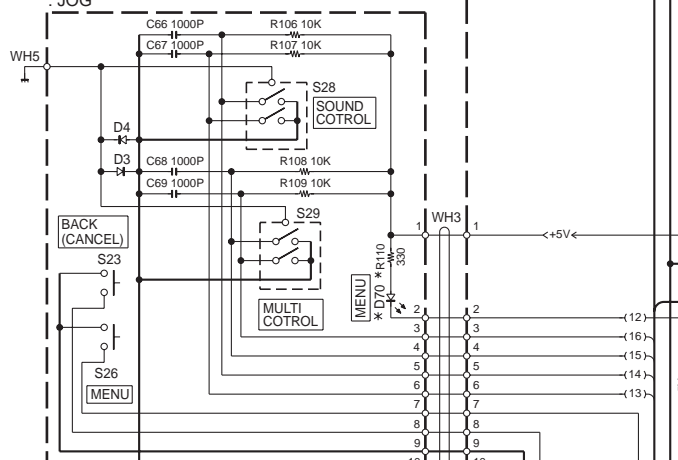 : JOG
C66 1000P
R106 10K
C67 1000P
R107 10K
WH5
S28
SOUND
COTROL
D4
D3
C68 1000P
R108 10K
C69 1000P
R109 10K
S29
BACK
(CANCEL)
S23
WH3
1
1
<+5V<
*R110
330
MENU
* D70
MULTI
COTROL
2
2
(12)
3
3
(16)
4
4
(15)
5
5
(14)
6
6
(13)
S26
MENU
7
7
8
8
9
9